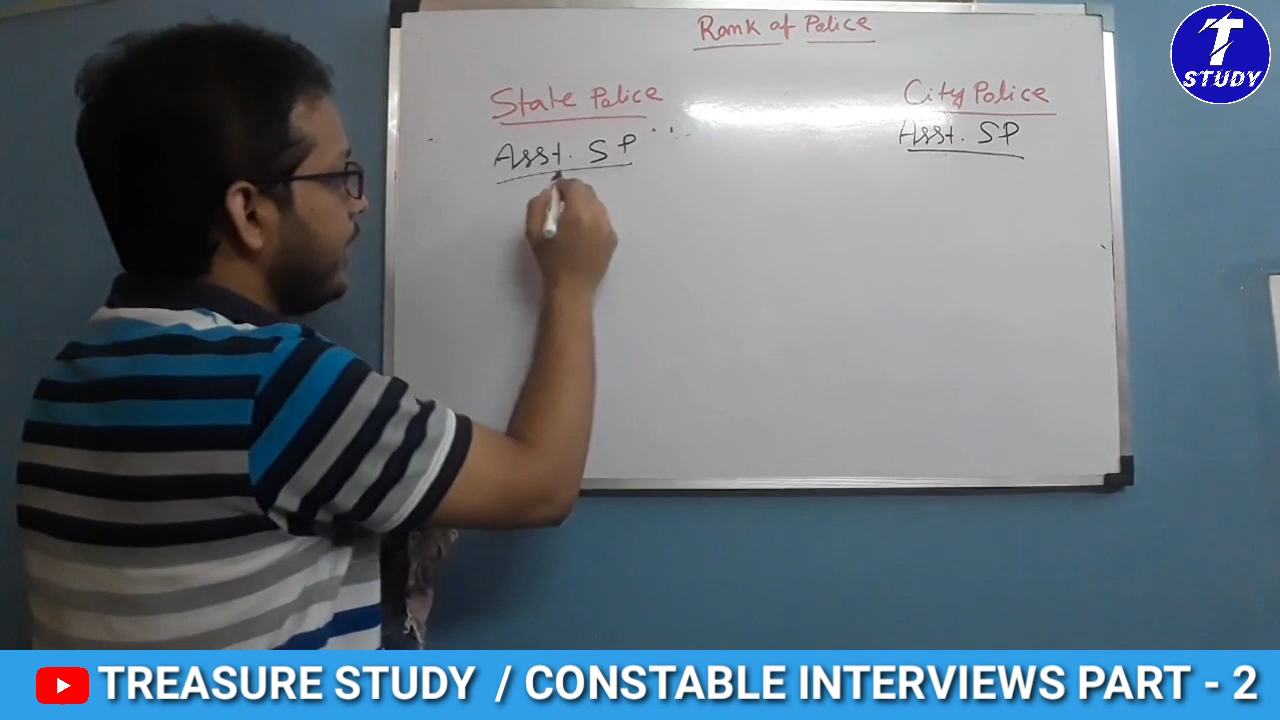 Rank of Police
T
STUDY
State Police
City Police
Asst. SP
Asst. SP
TREASURE STUDY / CONSTABLE INTERVIEWS PART - 2